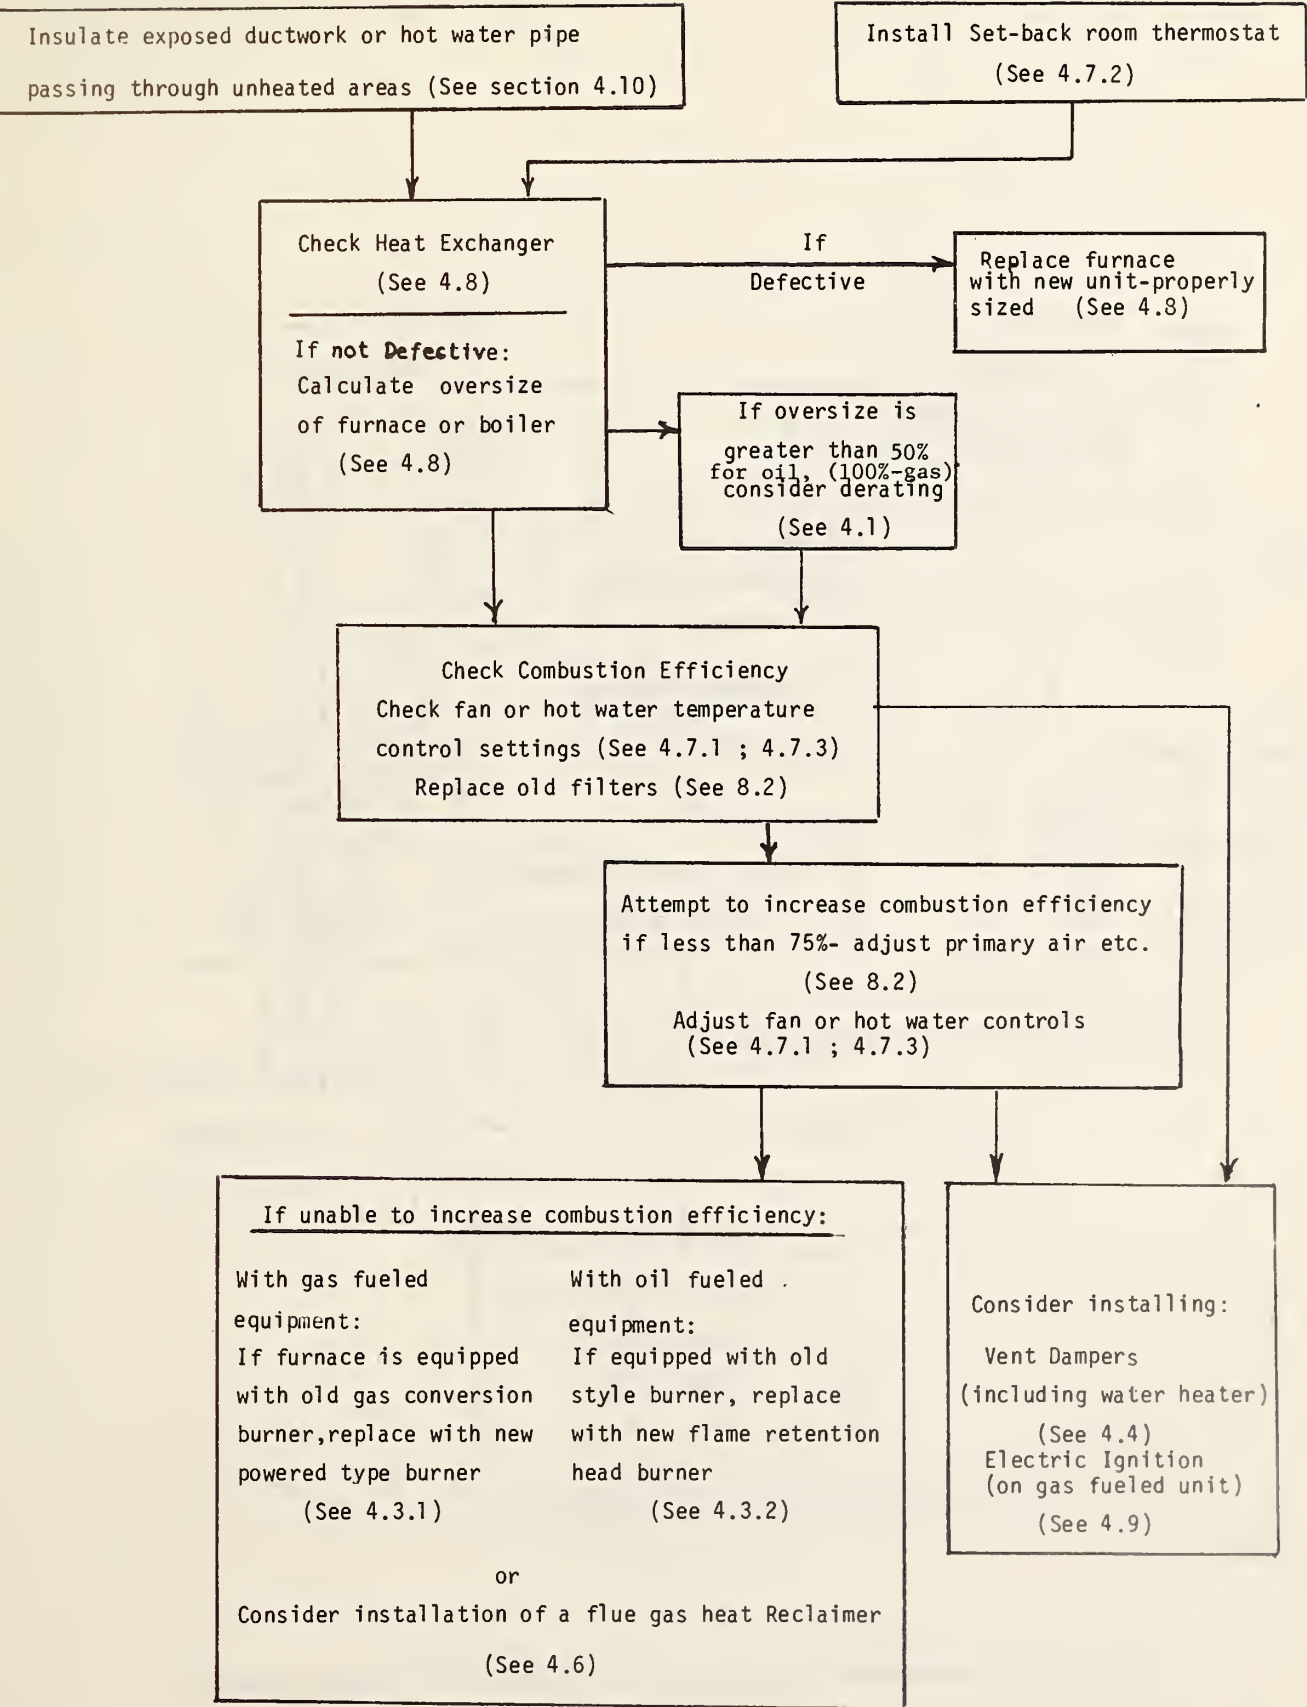 Insulate exposed ductwork or hot water pipe
passing through unheated areas (See section 4.10)
Install Set-back room thermostat
(See 4.7.2)
Check Heat Exchanger
(See 4.8)
If not Defective:
Calculate oversize
of furnace or boiler
(See 4.8)
If
Defective
Replace furnace
with new unit-properly
sized (See 4.8)
If oversize is
greater than 50%
for oil, (100%-gas)
consider derating
(See 4.1)
Check Combustion Efficiency
Check fan or hot water temperature
control settings (See 4.7.1 ; 4.7.3)
Replace old filters (See 8.2)
Attempt to increase combustion efficiency
if less than 75%- adjust primary air etc.
(See 8.2)
Adjust fan or hot water controls
(See 4.7.1 ; 4.7.3)
If unable to increase combustion efficiency:
With gas fueled
equipment:
If furnace is equipped
with old gas conversion
burner,replace with new
powered type burner
(See 4.3.1)
With oil fueled
equipment:
If equipped with old
style burner, replace
with new flame retention
head burner
(See 4.3.2)
or
Consider installation of a flue gas heat Reclaimer
(See 4.6)
Consider installing:
Vent Dampers
(including water heater)
(See 4.4)
Electric Ignition
(on gas fueled unit)
(See 4.9)